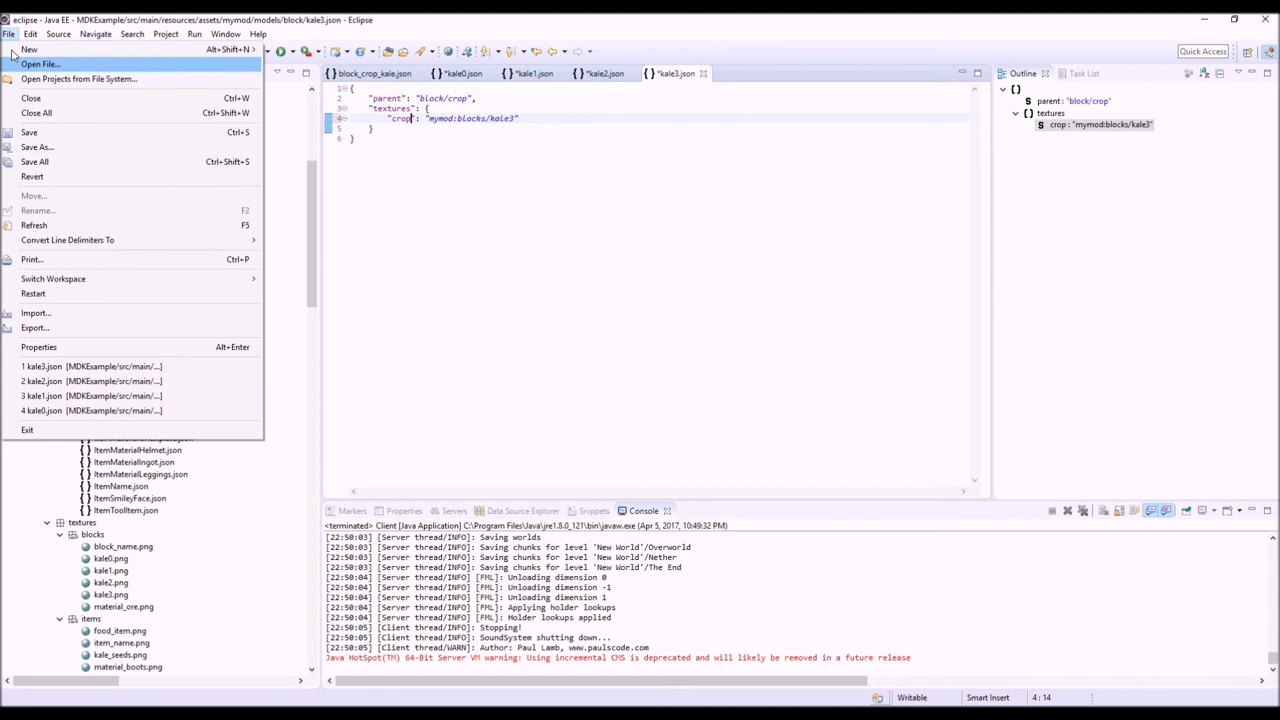 eclipse - Java EE - MDKExample/src/main/resources/assets/mymod/models/block/kale3.json - Eclipse
File Edit Source Navigate Search Project Run Window Help
New Alt+Shift+N
Open File...
Open Projects from File System...
Close Ctrl+W
Close All Ctrl+Shift+W
Save Ctrl+S
Save As...
Save All Ctrl+Shift+S
Revert
Move...
Rename... F2
Refresh F5
Convert Line Delimiters To
Print... Ctrl+P
Switch Workspace
Restart
Import...
Export...
Properties Alt+Enter
1 kale3.json [MDKExample/src/main/...]
2 kale2.json [MDKExample/src/main/...]
3 kale1.json [MDKExample/src/main/...]
4 kale0.json [MDKExample/src/main/...]
Exit
ItemMaterialHelmet.json
ItemMaterialIngot.json
ItemMaterialLeggings.json
ItemName.json
ItemSmileyFace.json
ItemToolItem.json
textures
blocks
block_name.png
kale0.png
kale1.png
kale2.png
kale3.png
material_ore.png
items
food_item.png
item_name.png
kale_seeds.png
material_boots.png
Quick Access
block_crop_kale.json *kale0.json *kale1.json *kale2.json *kale3.json
1 {
2 "parent": "block/crop",
3 "textures": {
4 "crop": "mymod:blocks/kale3"
5 }
6 }
Outline Task List
{}
parent : "block/crop"
textures
crop : "mymod:blocks/kale3"
Markers Properties Servers Data Source Explorer Snippets Console
<terminated> Client [Java Application] C:\Program Files\Java\jre1.8.0_121\bin\javaw.exe (Apr 5, 2017, 10:49:32 PM)
[22:50:03] [Server thread/INFO]: Saving worlds
[22:50:03] [Server thread/INFO]: Saving chunks for level 'New World'/Overworld
[22:50:03] [Server thread/INFO]: Saving chunks for level 'New World'/Nether
[22:50:03] [Server thread/INFO]: Saving chunks for level 'New World'/The End
[22:50:04] [Server thread/INFO] [FML]: Unloading dimension 0
[22:50:04] [Server thread/INFO] [FML]: Unloading dimension -1
[22:50:04] [Server thread/INFO] [FML]: Unloading dimension 1
[22:50:04] [Server thread/INFO] [FML]: Applying holder lookups
[22:50:04] [Server thread/INFO] [FML]: Holder lookups applied
[22:50:05] [Client thread/INFO]: Stopping!
[22:50:05] [Client thread/INFO]: SoundSystem shutting down...
[22:50:05] [Client thread/WARN]: Author: Paul Lamb, www.paulscode.com
Java HotSpot(TM) 64-Bit Server VM warning: Using incremental CMS is deprecated and will likely be removed in a future release
Writable Smart Insert 4 : 14